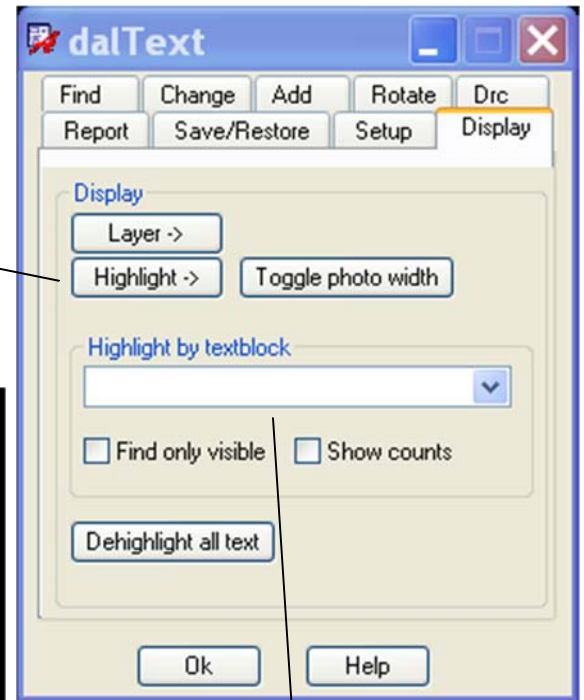 dalText
Find Change Add Rotate Drc
Report Save/Restore Setup Display
Display
Layer ->
Highlight -> Toggle photo width
Highlight by textblock
Find only visible Show counts
Dehighlight all text
Ok Help